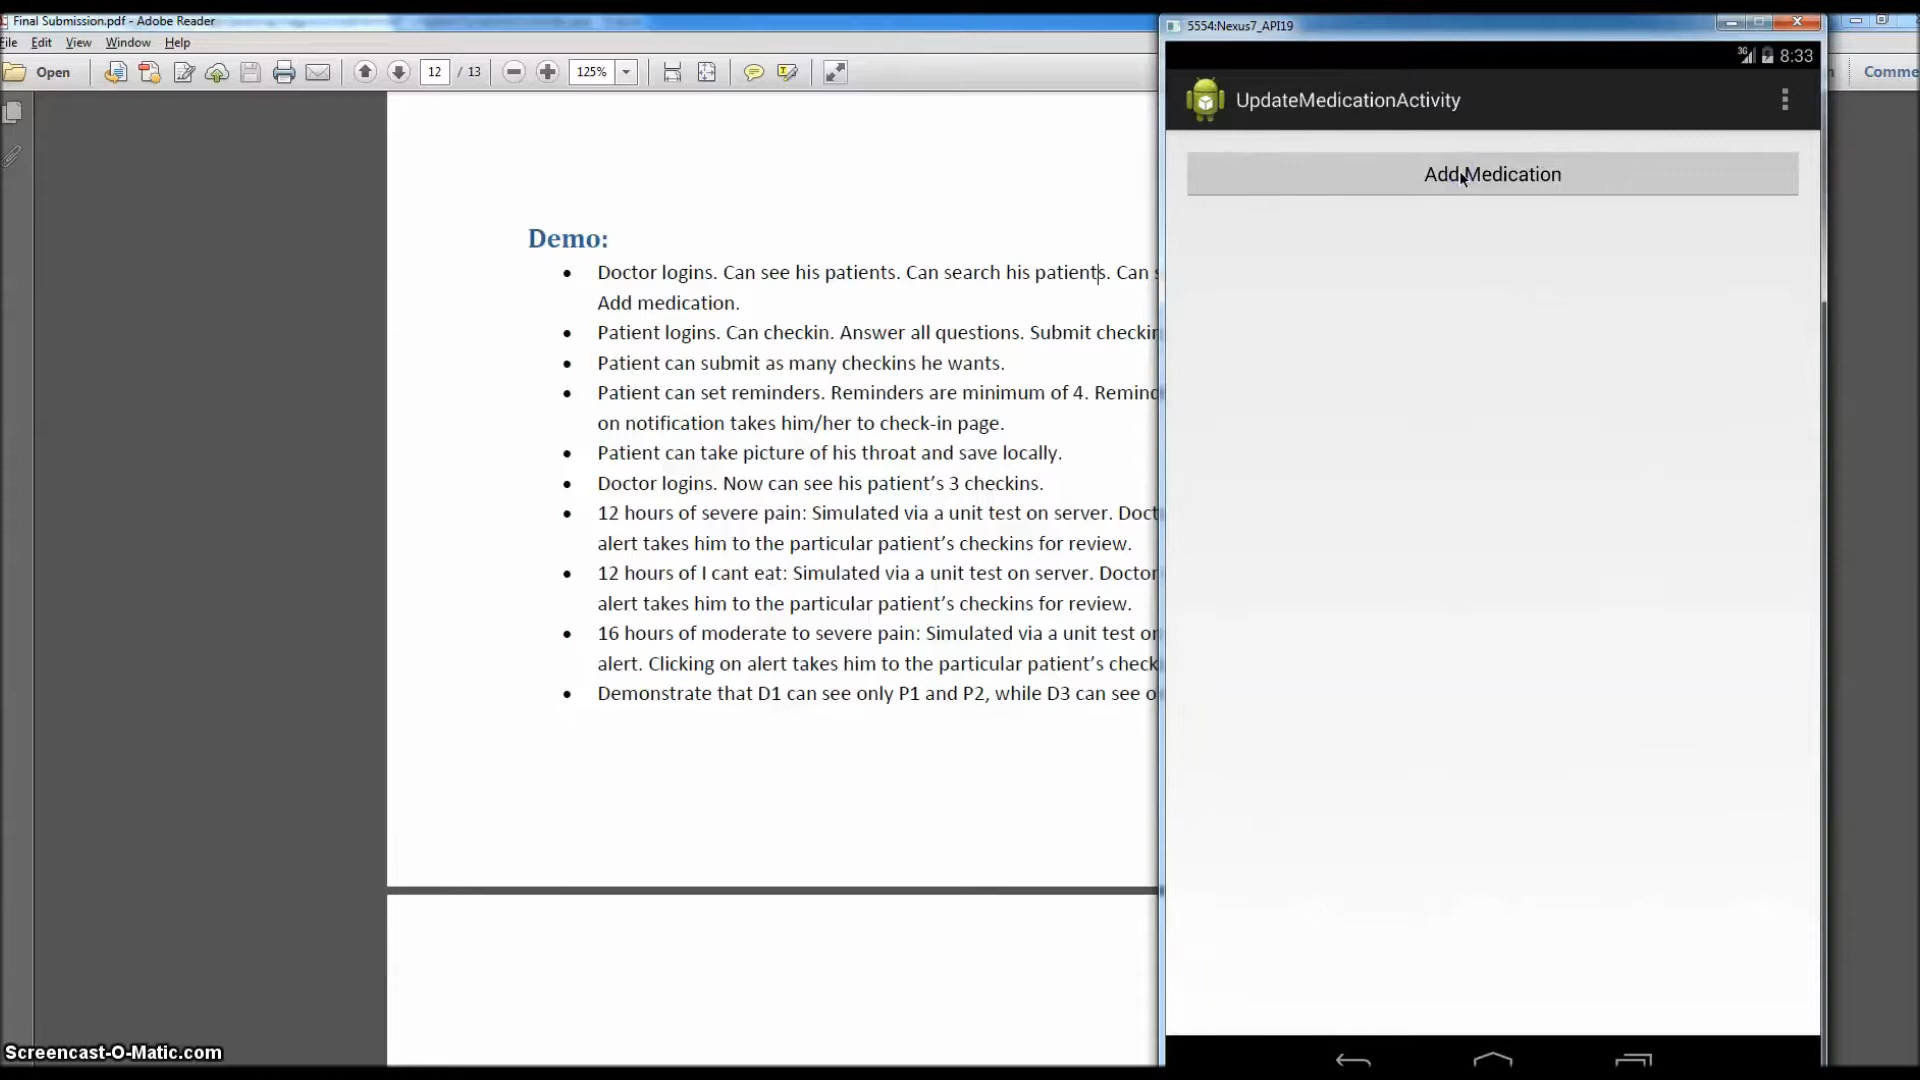 Final Submission.pdf - Adobe Reader
File Edit View Window Help
Open 12 / 13 125% Comme
Demo:
• Doctor logins. Can see his patients. Can search his patients. Can s
Add medication.
• Patient logins. Can checkin. Answer all questions. Submit checkin
• Patient can submit as many checkins he wants.
• Patient can set reminders. Reminders are minimum of 4. Remind
on notification takes him/her to check-in page.
• Patient can take picture of his throat and save locally.
• Doctor logins. Now can see his patient’s 3 checkins.
• 12 hours of severe pain: Simulated via a unit test on server. Doct
alert takes him to the particular patient’s checkins for review.
• 12 hours of I cant eat: Simulated via a unit test on server. Doctor
alert takes him to the particular patient’s checkins for review.
• 16 hours of moderate to severe pain: Simulated via a unit test on
alert. Clicking on alert takes him to the particular patient’s check
• Demonstrate that D1 can see only P1 and P2, while D3 can see o
5554:Nexus7_API19
3G 8:33
UpdateMedicationActivity
Add Medication
Screencast-O-Matic.com